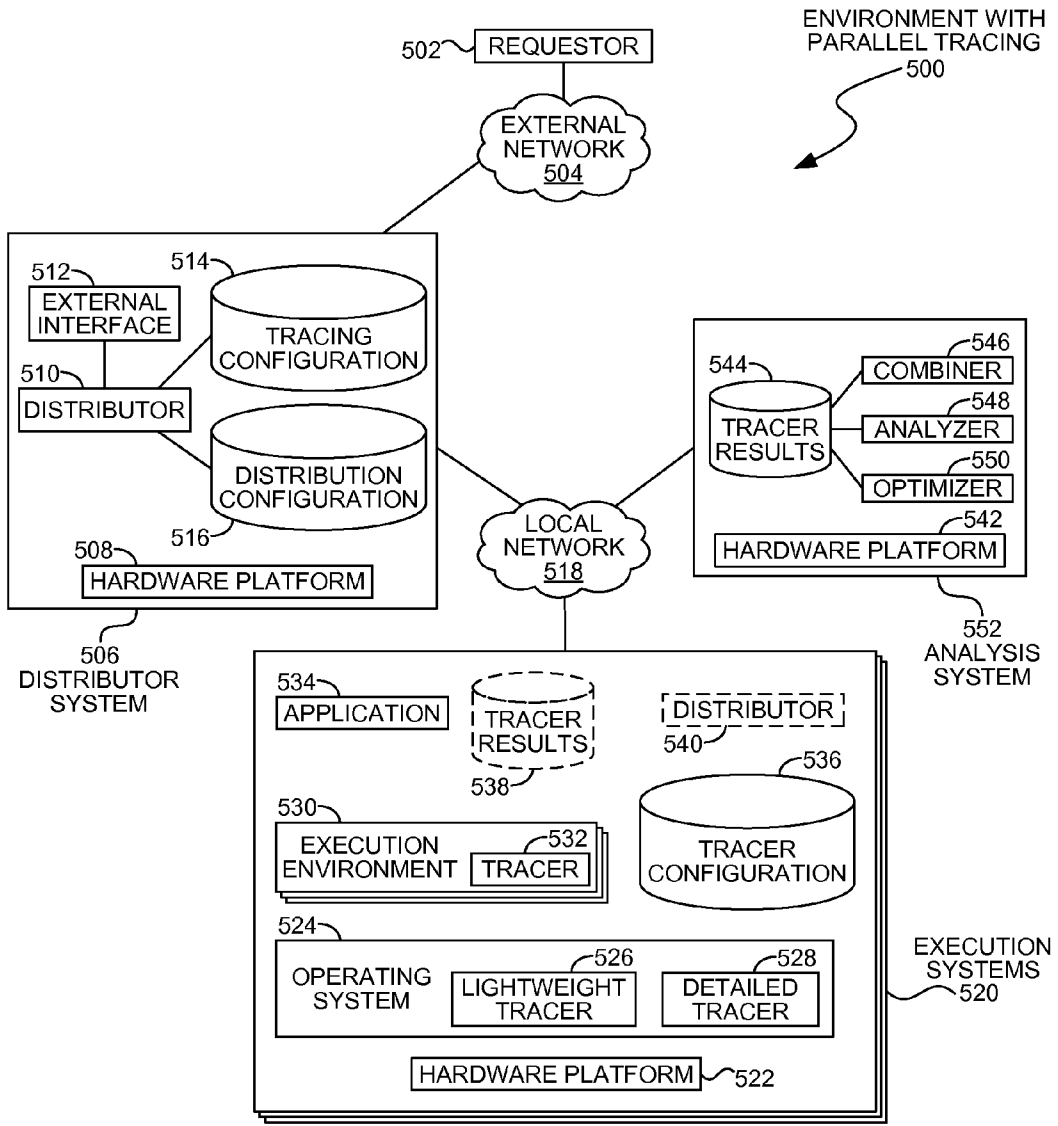 ENVIRONMENT WITH
PARALLEL TRACING
500
502
REQUESTOR
EXTERNAL
NETWORK
504
512
EXTERNAL
INTERFACE
514
TRACING
CONFIGURATION
510
DISTRIBUTOR
DISTRIBUTION
CONFIGURATION
516
508
HARDWARE PLATFORM
506
DISTRIBUTOR
SYSTEM
LOCAL
NETWORK
518
544
TRACER
RESULTS
546
COMBINER
548
ANALYZER
550
OPTIMIZER
542
HARDWARE PLATFORM
552
ANALYSIS
SYSTEM
534
APPLICATION
TRACER
RESULTS
538
DISTRIBUTOR
540
536
TRACER
CONFIGURATION
530
EXECUTION
ENVIRONMENT
532
TRACER
524
OPERATING
SYSTEM
526
LIGHTWEIGHT
TRACER
528
DETAILED
TRACER
HARDWARE PLATFORM
522
EXECUTION
SYSTEMS
520